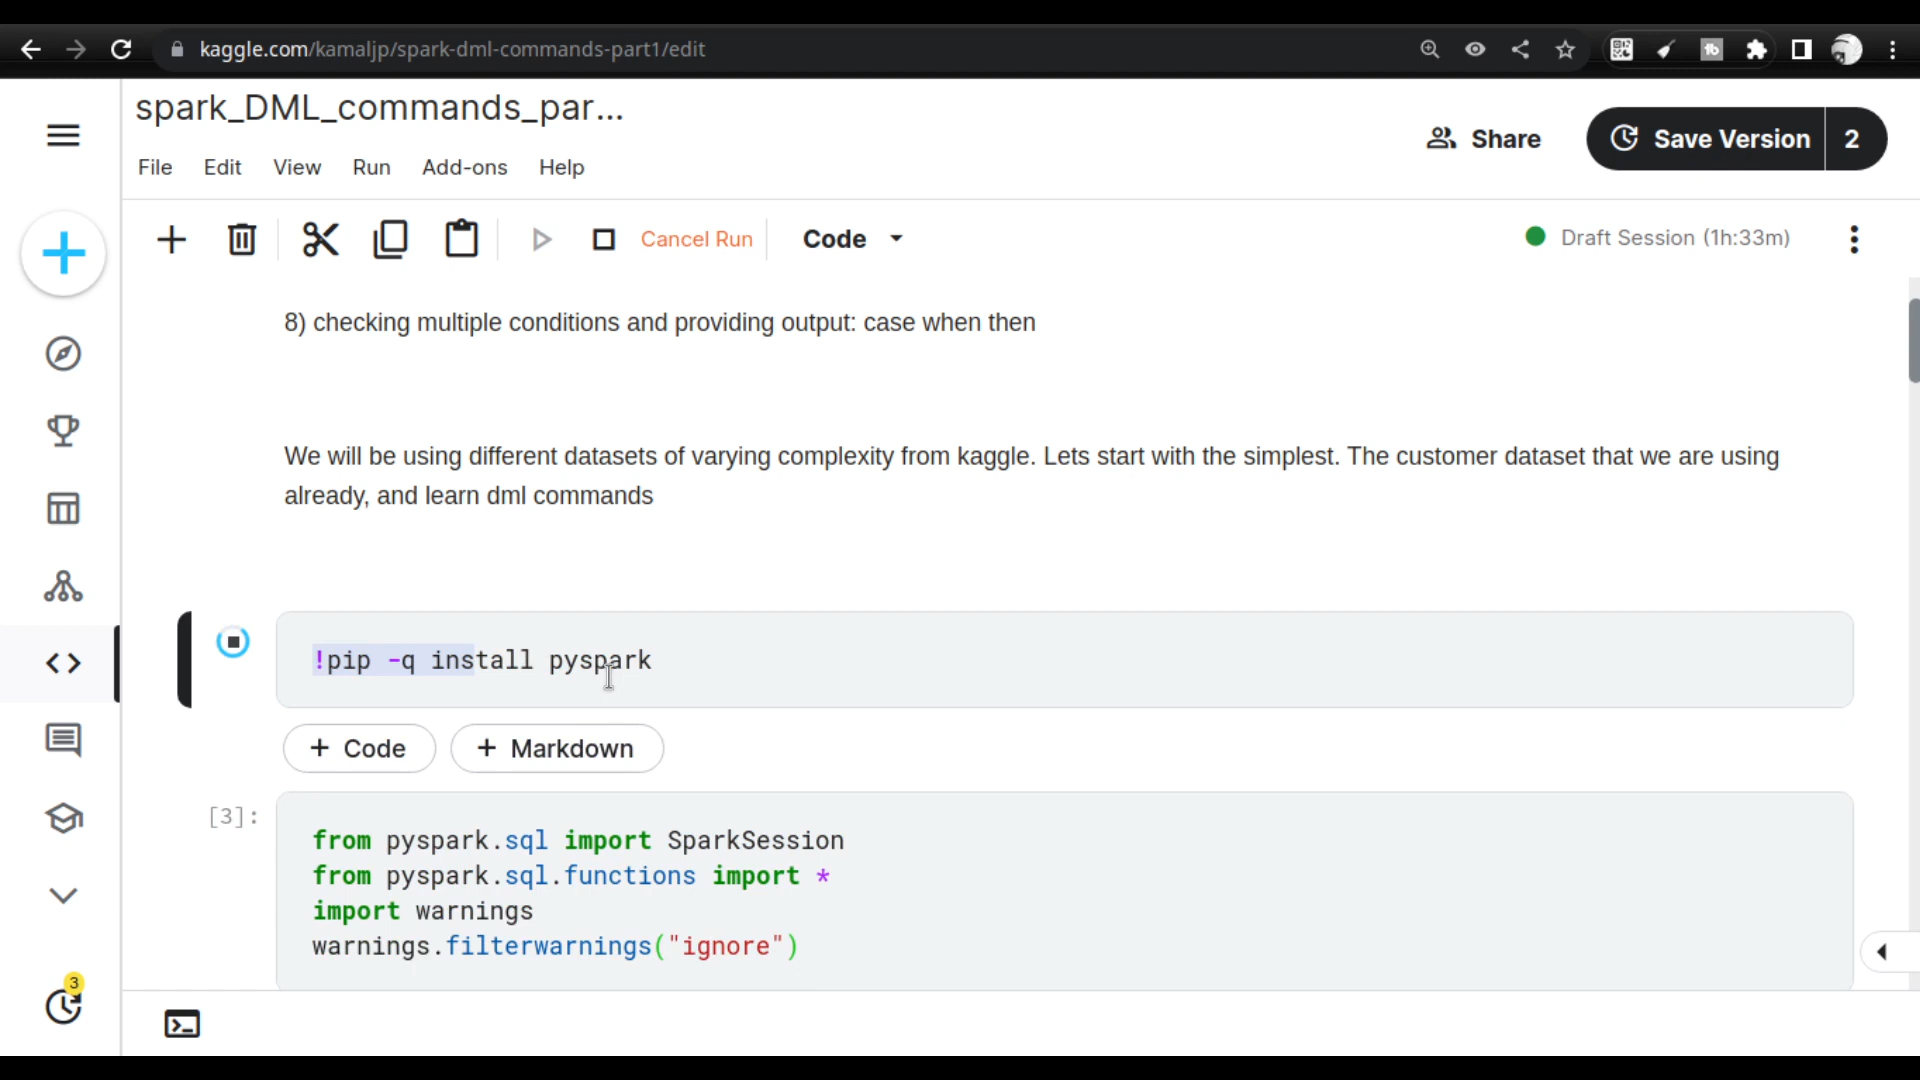 kaggle.com/kamaljp/spark-dml-commands-part1/edit
spark_DML_commands_par...
File Edit View Run Add-ons Help
Share
Save Version 2
Cancel Run
Code
Draft Session (1h:33m)
8) checking multiple conditions and providing output: case when then
We will be using different datasets of varying complexity from kaggle. Lets start with the simplest. The customer dataset that we are using
already, and learn dml commands
!pip -q install pyspark
+ Code
+ Markdown
[3]:
from pyspark.sql import SparkSession
from pyspark.sql.functions import *
import warnings
warnings.filterwarnings("ignore")
3